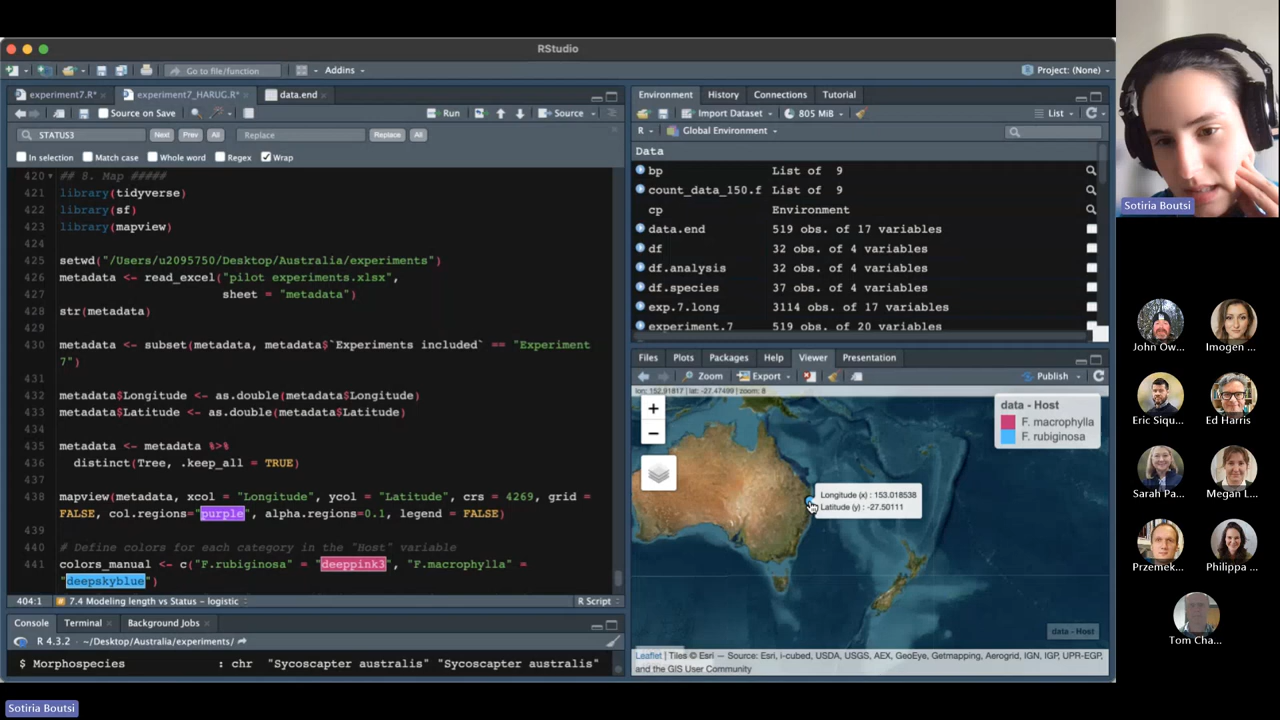 RStudio
Go to file/function
Addins
Project: (None)
experiment7.R*
experiment7_HARUG.R*
data.end
Source on Save
Run
Source
STATUS3
Next
Prev
All
Replace
Replace
All
In selection
Match case
Whole word
Regex
Wrap
420 ## 8. Map #####
421 library(tidyverse)
422 library(sf)
423 library(mapview)
424
425 setwd("/Users/u2095750/Desktop/Australia/experiments")
426 metadata <- read_excel("pilot experiments.xlsx",
427 sheet = "metadata")
428 str(metadata)
429
430 metadata <- subset(metadata, metadata$`Experiments included` == "Experiment
7")
431
432 metadata$Longitude <- as.double(metadata$Longitude)
433 metadata$Latitude <- as.double(metadata$Latitude)
434
435 metadata <- metadata %>%
436 distinct(Tree, .keep_all = TRUE)
437
438 mapview(metadata, xcol = "Longitude", ycol = "Latitude", crs = 4269, grid =
FALSE, col.regions="purple", alpha.regions=0.1, legend = FALSE)
439
440 # Define colors for each category in the "Host" variable
441 colors_manual <- c("F.rubiginosa" = "deeppink3", "F.macrophylla" =
"deepskyblue")
404:1
7.4 Modeling length vs Status - logistic
R Script
Console
Terminal
Background Jobs
R 4.3.2 · ~/Desktop/Australia/experiments/
$ Morphospecies : chr "Sycoscapter australis" "Sycoscapter australis"
Environment
History
Connections
Tutorial
Import Dataset
805 MiB
List
R
Global Environment
Data
bp List of 9
count_data_150.f List of 9
cp Environment
data.end 519 obs. of 17 variables
df 32 obs. of 4 variables
df.analysis 32 obs. of 4 variables
df.species 37 obs. of 4 variables
exp.7.long 3114 obs. of 17 variables
experiment.7 519 obs. of 20 variables
Files
Plots
Packages
Help
Viewer
Presentation
Zoom
Export
Publish
lon: 152.91817 | lat: -27.47499 | zoom: 8
+
−
data - Host
F. macrophylla
F. rubiginosa
Longitude (x) : 153.018538
Latitude (y) : -27.50111
data - Host
Leaflet | Tiles © Esri — Source: Esri, i-cubed, USDA, USGS, AEX, GeoEye, Getmapping, Aerogrid, IGN, IGP, UPR-EGP,
and the GIS User Community
Sotiria Boutsi
John Ow...
Imogen ...
Eric Siqu...
Ed Harris
Sarah Pa...
Megan L...
Przemek...
Philippa ...
Tom Cha...
Sotiria Boutsi